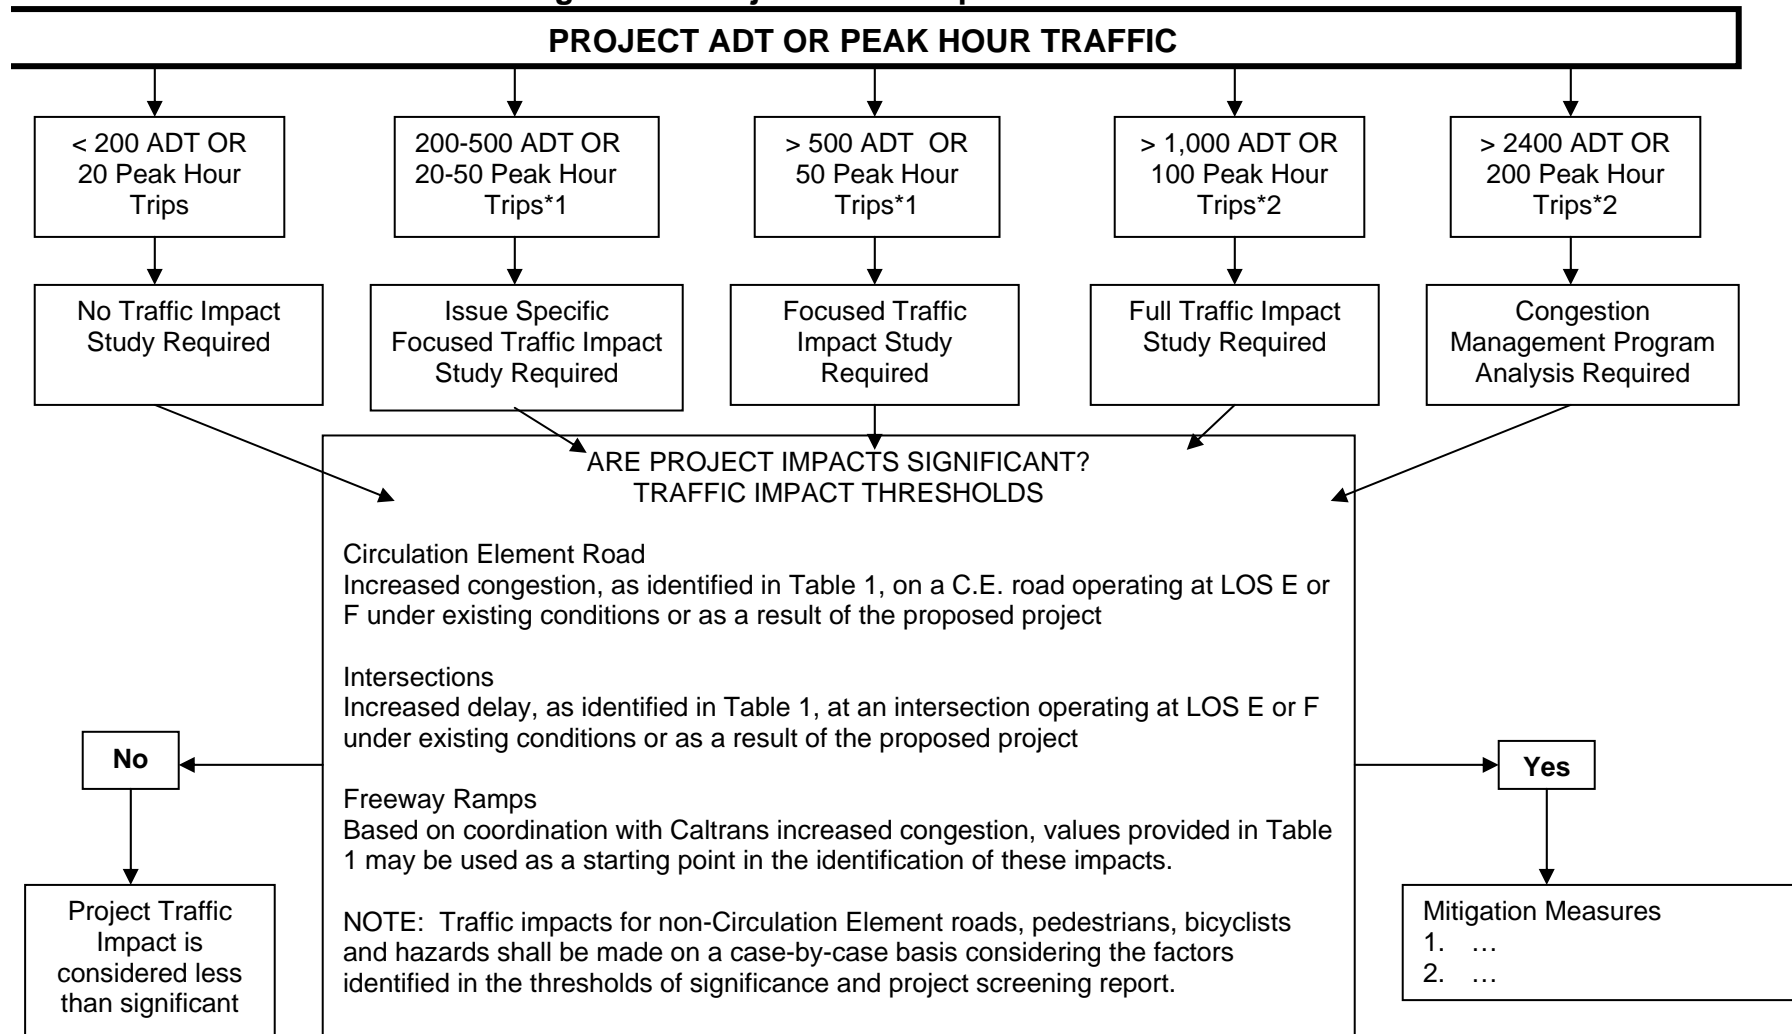 PROJECT ADT OR PEAK HOUR TRAFFIC
< 200 ADT OR
20 Peak Hour
Trips
200-500 ADT OR
20-50 Peak Hour
Trips*1
> 500 ADT OR
50 Peak Hour
Trips*1
> 1,000 ADT OR
100 Peak Hour
Trips*2
> 2400 ADT OR
200 Peak Hour
Trips*2
No Traffic Impact
Study Required
Issue Specific
Focused Traffic Impact
Study Required
Focused Traffic
Impact Study
Required
Full Traffic Impact
Study Required
Congestion
Management Program
Analysis Required
ARE PROJECT IMPACTS SIGNIFICANT?
TRAFFIC IMPACT THRESHOLDS
Circulation Element Road
Increased congestion, as identified in Table 1, on a C.E. road operating at LOS E or
F under existing conditions or as a result of the proposed project
Intersections
Increased delay, as identified in Table 1, at an intersection operating at LOS E or F
under existing conditions or as a result of the proposed project
Freeway Ramps
Based on coordination with Caltrans increased congestion, values provided in Table
1 may be used as a starting point in the identification of these impacts.
NOTE: Traffic impacts for non-Circulation Element roads, pedestrians, bicyclists
and hazards shall be made on a case-by-case basis considering the factors
identified in the thresholds of significance and project screening report.
No
Project Traffic
Impact is
considered less
than significant
Yes
Mitigation Measures
1. …
2. …